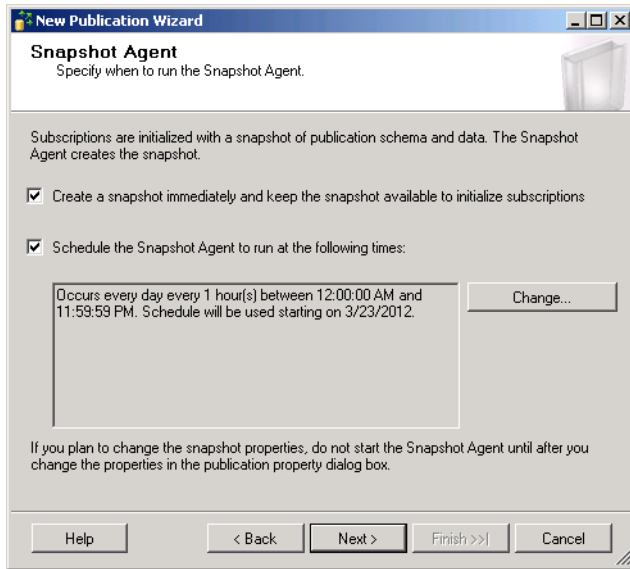 New Publication Wizard
Snapshot Agent
Specify when to run the Snapshot Agent.
Subscriptions are initialized with a snapshot of publication schema and data. The Snapshot
Agent creates the snapshot.
Create a snapshot immediately and keep the snapshot available to initialize subscriptions
Schedule the Snapshot Agent to run at the following times:
Occurs every day every 1 hour(s) between 12:00:00 AM and
11:59:59 PM. Schedule will be used starting on 3/23/2012.
Change...
If you plan to change the snapshot properties, do not start the Snapshot Agent until after you
change the properties in the publication property dialog box.
Help
< Back
Next >
Finish >>|
Cancel